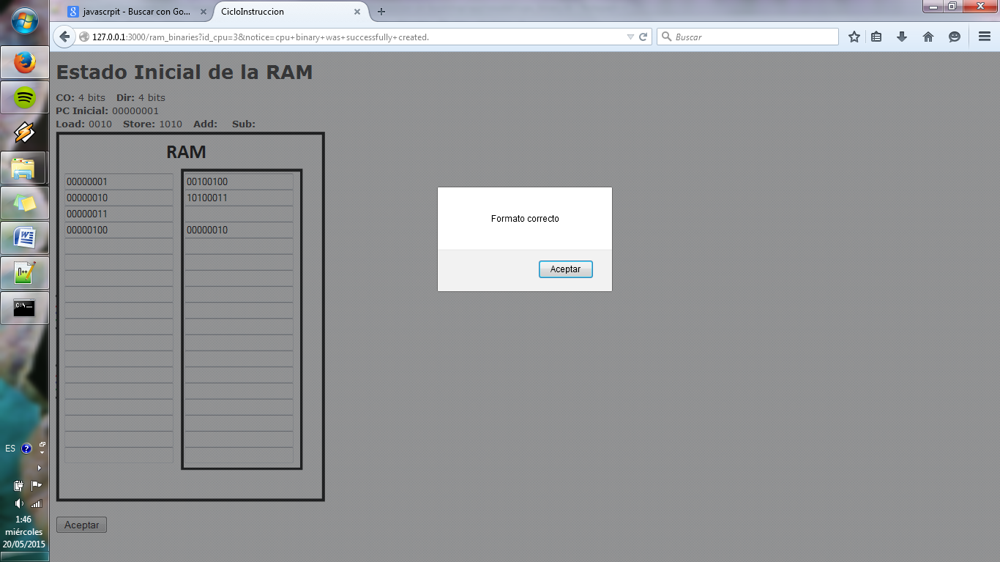 javascrpit - Buscar con Go...
CicloInstruccion
127.0.0.1:3000/ram_binaries?id_cpu=3&notice=cpu+binary+was+successfully+created.
Buscar
Estado Inicial de la RAM
CO: 4 bits Dir: 4 bits
PC Inicial: 00000001
Load: 0010 Store: 1010 Add: Sub:
RAM
00000001 00100100
00000010 10100011
00000011
00000100 00000010
Aceptar
Formato correcto
Aceptar
ES
1:46
miércoles
20/05/2015